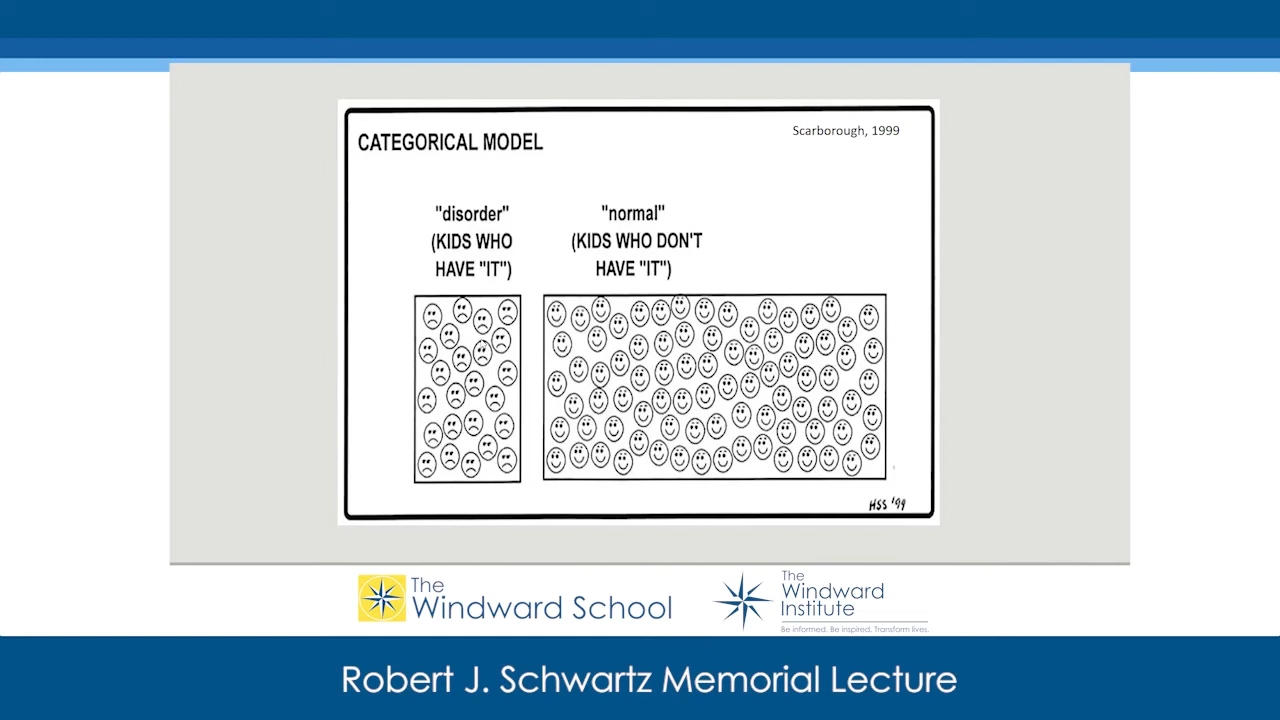 CATEGORICAL MODEL
Scarborough, 1999
"disorder"
(KIDS WHO
HAVE "IT")
"normal"
(KIDS WHO DON'T
HAVE "IT")
HSS '99
The
Windward School
The
Windward
Institute
Be informed. Be inspired. Transform lives.
Robert J. Schwartz Memorial Lecture